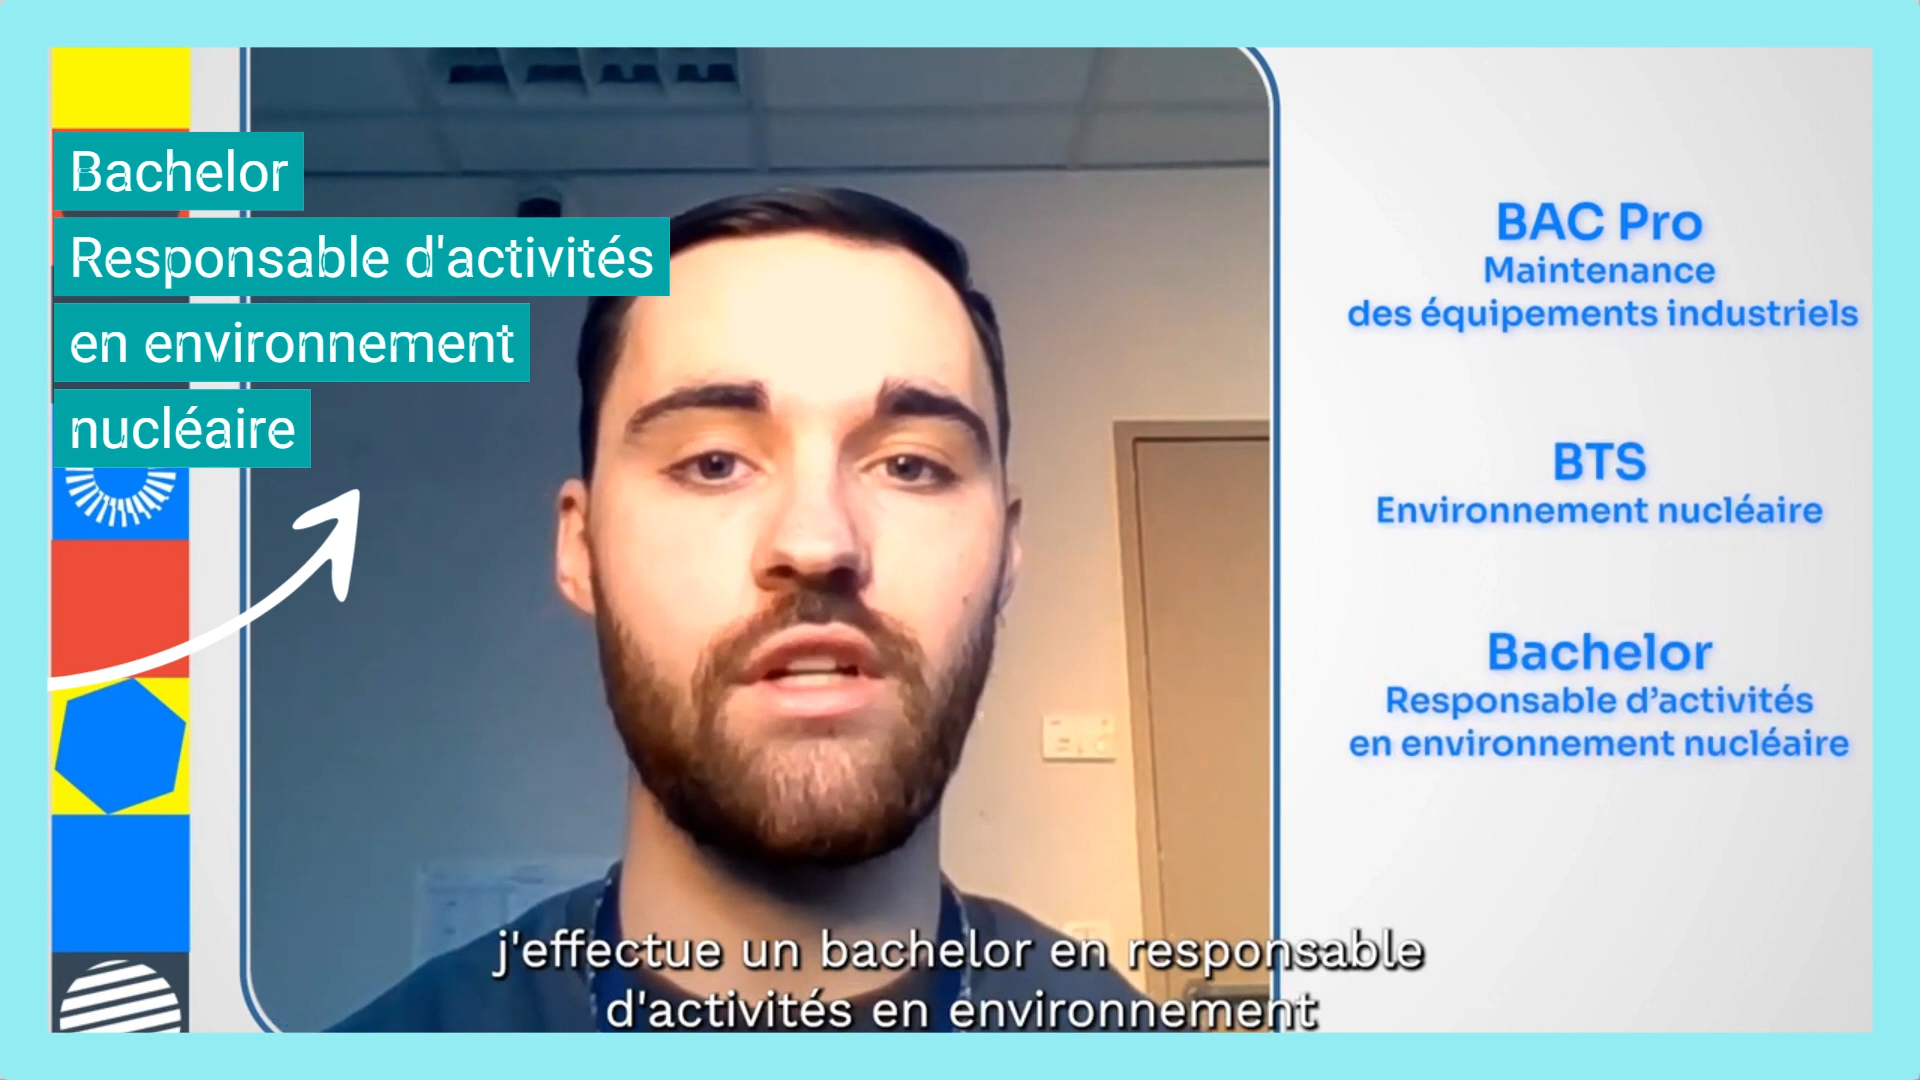 Bachelor
Responsable d'activités
en environnement
nucléaire
BAC Pro
Maintenance
des équipements industriels
BTS
Environnement nucléaire
Bachelor
Responsable d’activités
en environnement nucléaire
j'effectue un bachelor en responsable
d'activités en environnement